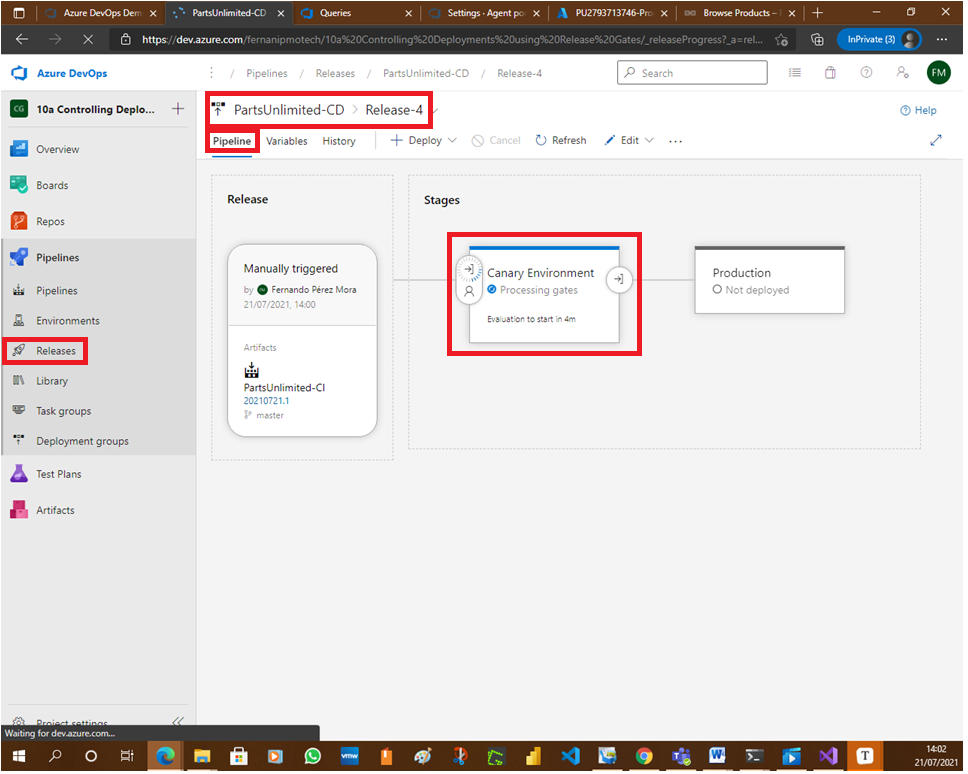 Azure DevOps Dem
PartsUnlimited-CD
Queries
Settings · Agent po
PU2793713746-Pro
Browse Products –
https://dev.azure.com/fernanipmotech/10a%20Controlling%20Deployments%20using%20Release%20Gates/_releaseProgress?_a=rel...
InPrivate (3)
Azure DevOps
/ Pipelines / Releases / PartsUnlimited-CD / Release-4
Search
FM
CG
10a Controlling Deplo...
PartsUnlimited-CD > Release-4
Help
Pipeline
Variables
History
Deploy
Cancel
Refresh
Edit
Overview
Boards
Repos
Pipelines
Pipelines
Environments
Releases
Library
Task groups
Deployment groups
Test Plans
Artifacts
Project settings
Release
Manually triggered
by Fernando Pérez Mora
21/07/2021, 14:00
Artifacts
PartsUnlimited-CI
20210721.1
master
Stages
Canary Environment
Processing gates
Evaluation to start in 4m
Production
Not deployed
Waiting for dev.azure.com...
vmw
T
14:02
21/07/2021